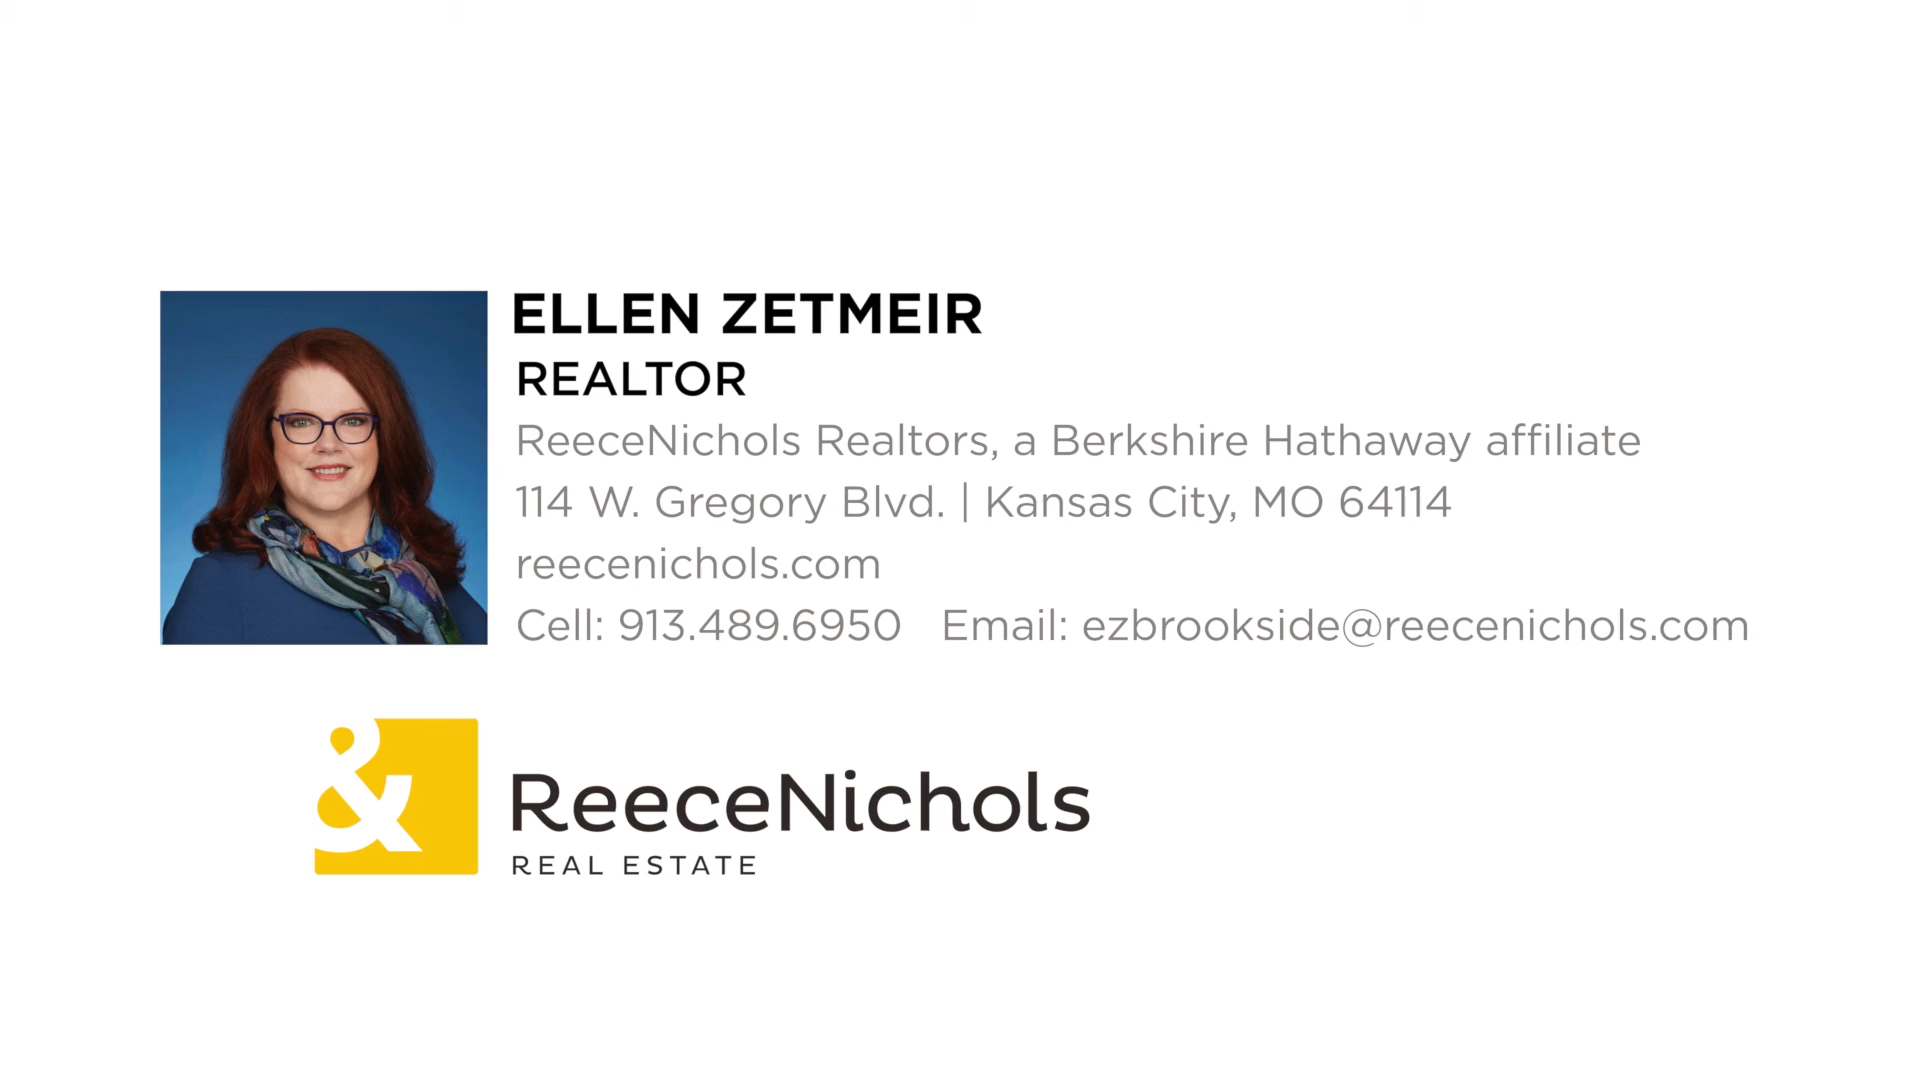 ELLEN ZETMEIR
REALTOR
ReeceNichols Realtors, a Berkshire Hathaway affiliate
114 W. Gregory Blvd. | Kansas City, MO 64114
reecenichols.com
Cell: 913.489.6950 Email: ezbrookside@reecenichols.com
&
ReeceNichols
REAL ESTATE